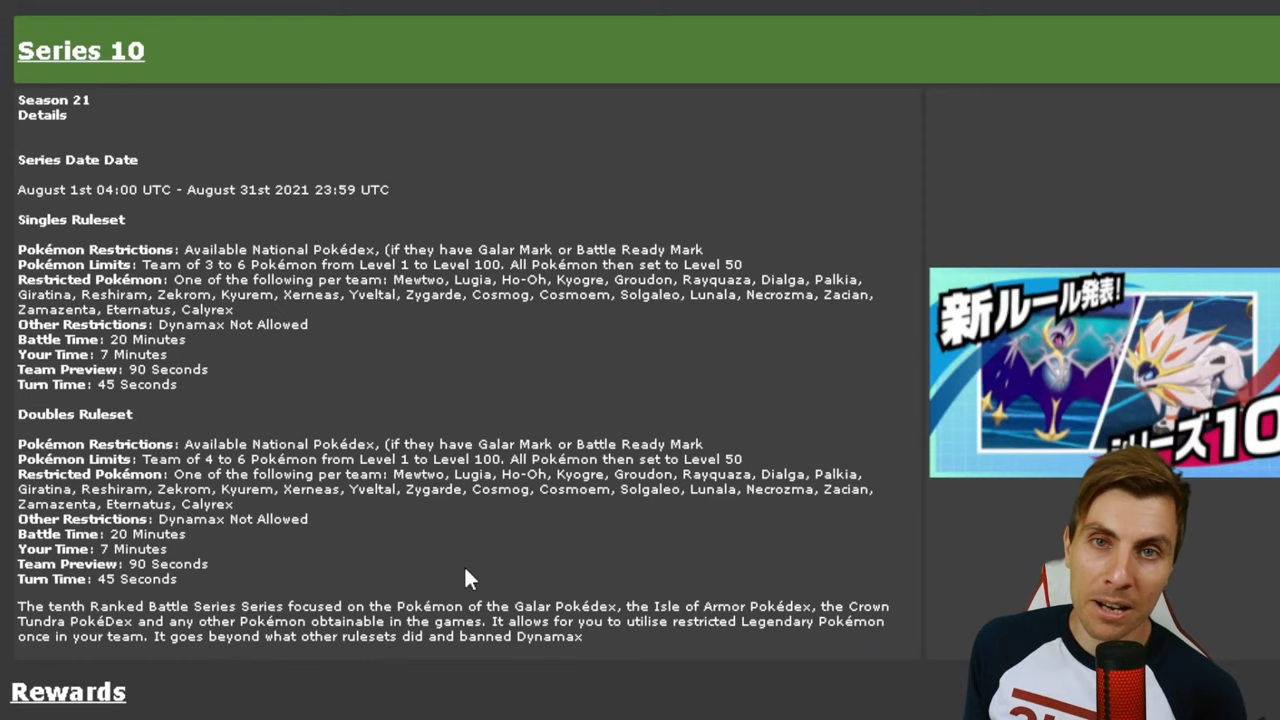 Series 10
Season 21
Details
Series Date Date
August 1st 04:00 UTC - August 31st 2021 23:59 UTC
Singles Ruleset
Pokémon Restrictions: Available National Pokédex, (if they have Galar Mark or Battle Ready Mark
Pokémon Limits: Team of 3 to 6 Pokémon from Level 1 to Level 100. All Pokémon then set to Level 50
Restricted Pokémon: One of the following per team: Mewtwo, Lugia, Ho-Oh, Kyogre, Groudon, Rayquaza, Dialga, Palkia,
Giratina, Reshiram, Zekrom, Kyurem, Xerneas, Yveltal, Zygarde, Cosmog, Cosmoem, Solgaleo, Lunala, Necrozma, Zacian,
Zamazenta, Eternatus, Calyrex
Other Restrictions: Dynamax Not Allowed
Battle Time: 20 Minutes
Your Time: 7 Minutes
Team Preview: 90 Seconds
Turn Time: 45 Seconds
Doubles Ruleset
Pokémon Restrictions: Available National Pokédex, (if they have Galar Mark or Battle Ready Mark
Pokémon Limits: Team of 4 to 6 Pokémon from Level 1 to Level 100. All Pokémon then set to Level 50
Restricted Pokémon: One of the following per team: Mewtwo, Lugia, Ho-Oh, Kyogre, Groudon, Rayquaza, Dialga, Palkia,
Giratina, Reshiram, Zekrom, Kyurem, Xerneas, Yveltal, Zygarde, Cosmog, Cosmoem, Solgaleo, Lunala, Necrozma, Zacian,
Zamazenta, Eternatus, Calyrex
Other Restrictions: Dynamax Not Allowed
Battle Time: 20 Minutes
Your Time: 7 Minutes
Team Preview: 90 Seconds
Turn Time: 45 Seconds
The tenth Ranked Battle Series Series focused on the Pokémon of the Galar Pokédex, the Isle of Armor Pokédex, the Crown
Tundra PokéDex and any other Pokémon obtainable in the games. It allows for you to utilise restricted Legendary Pokémon
once in your team. It goes beyond what other rulesets did and banned Dynamax
Rewards
新ルール発表!
シリーズ10